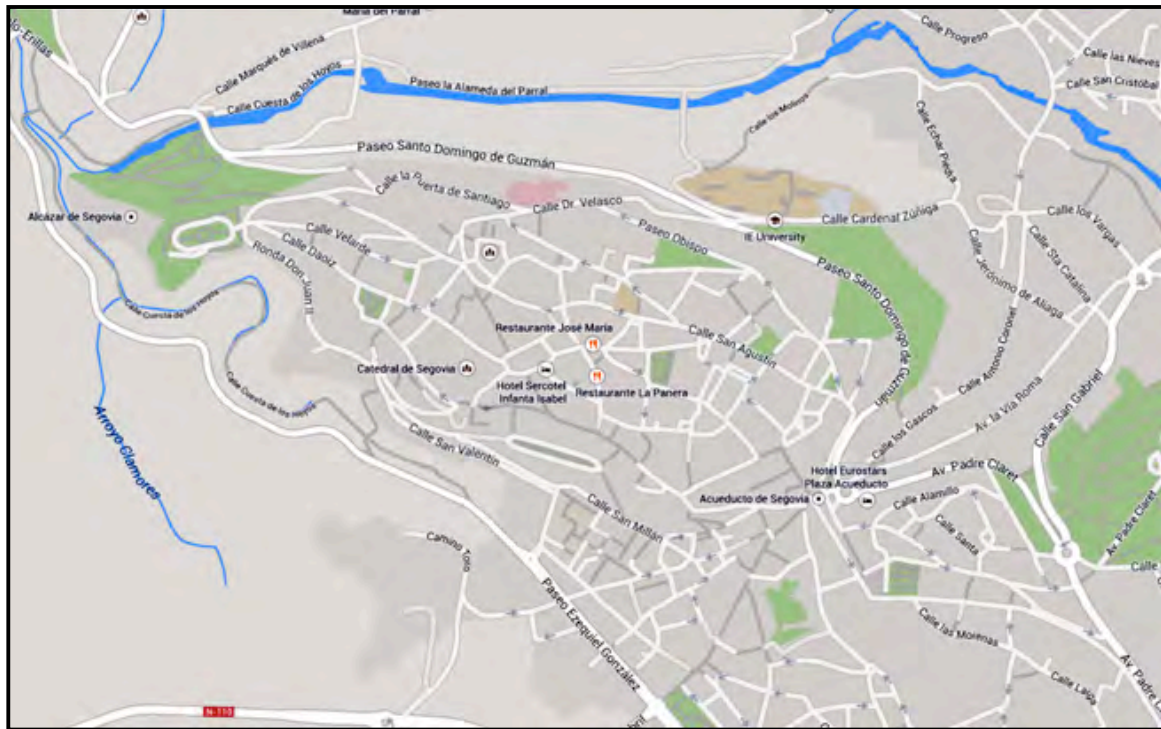 María del Parral
Calle Marqués de Villena
Calle Cuesta de los Hoyos
Paseo la Alameda del Parral
Calle Progreso
Calle las Nieves
Calle San Cristóbal
Calle los Molinos
Calle Echar Piedra
Paseo Santo Domingo de Guzmán
Calle la Puerta de Santiago
Calle Dr. Velasco
IE University
Calle Cardenal Zúñiga
Calle los Vargas
Alcázar de Segovia
Calle Velarde
Calle Daoiz
Ronda Don Juan II
Paseo Obispo
Paseo Santo Domingo de Guzmán
Calle Jerónimo de Aliaga
Calle Sta Catalina
Calle Cuesta de los Hoyos
Restaurante José María
Calle San Agustín
Calle Antonio Coronel
Catedral de Segovia
Hotel Sercotel
Infanta Isabel
Restaurante La Panera
Calle Cuesta de los Hoyos
Av. la Vía Roma
Calle San Gabriel
Calle los Gascos
Arroyo Clamores
Calle San Valentín
Hotel Eurostars
Plaza Acueducto
Av. Padre Claret
Acueducto de Segovia
Calle Alamillo
Calle San Millán
Calle Santa
Av. Padre Claret
Camino Toro
Calle
Paseo Ezequiel González
Calle las Morenas
Calle Laga
Av. Padre
N-110